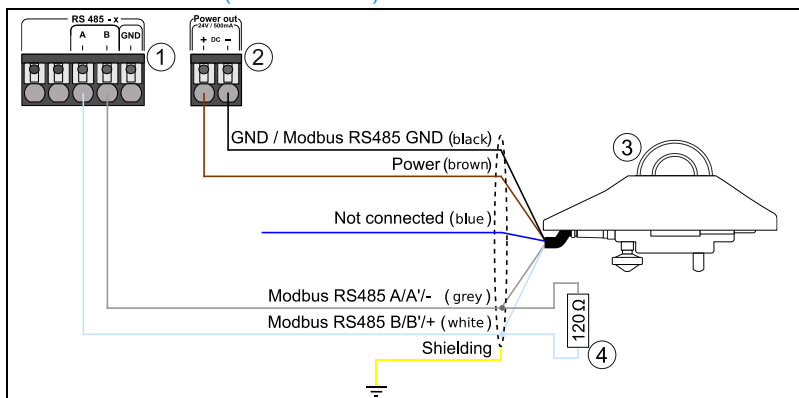 RS 485 - x
A B GND
1
Power out
24V / 500mA
+ DC -
2
GND / Modbus RS485 GND (black)
Power (brown)
3
Not connected (blue)
Modbus RS485 A/A'/- (grey)
Modbus RS485 B/B'/+ (white)
120 Ω
Shielding
4